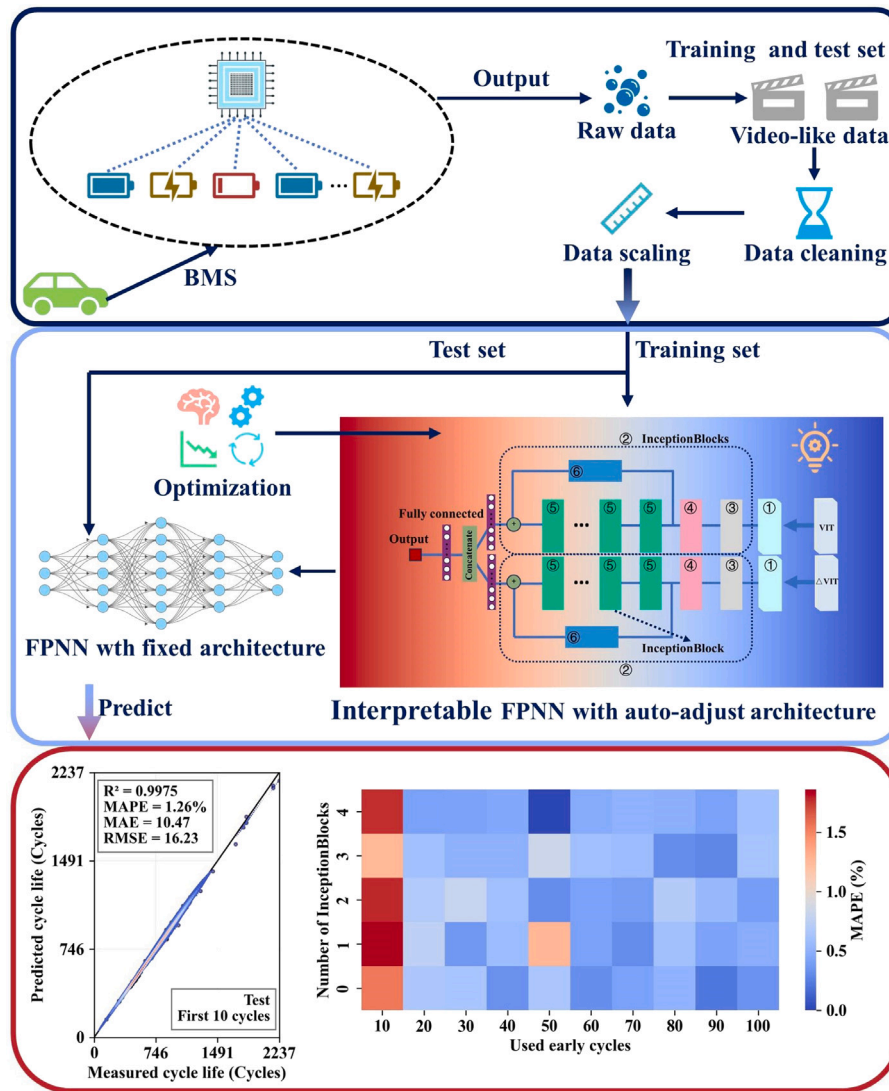 Output
Training and test set
Raw data
Video-like data
Data scaling
Data cleaning
BMS
Test set
Training set
Optimization
② InceptionBlocks
⑥
Fully connected
⑤
⑤
⑤
④
③
①
VIT
Output
Concatenate
+
+
⑤
⑤
⑤
④
③
①
△VIT
⑥
InceptionBlock
②
FPNN wth fixed architecture
Interpretable FPNN with auto-adjust architecture
Predict
2237
1491
746
0
Predicted cycle life (Cycles)
R² = 0.9975
MAPE = 1.26%
MAE = 10.47
RMSE = 16.23
Test
First 10 cycles
0
746
1491
2237
Measured cycle life (Cycles)
Number of InceptionBlocks
4
3
2
1
0
10
20
30
40
50
60
70
80
90
100
Used early cycles
1.5
1.0
0.5
0.0
MAPE (%)